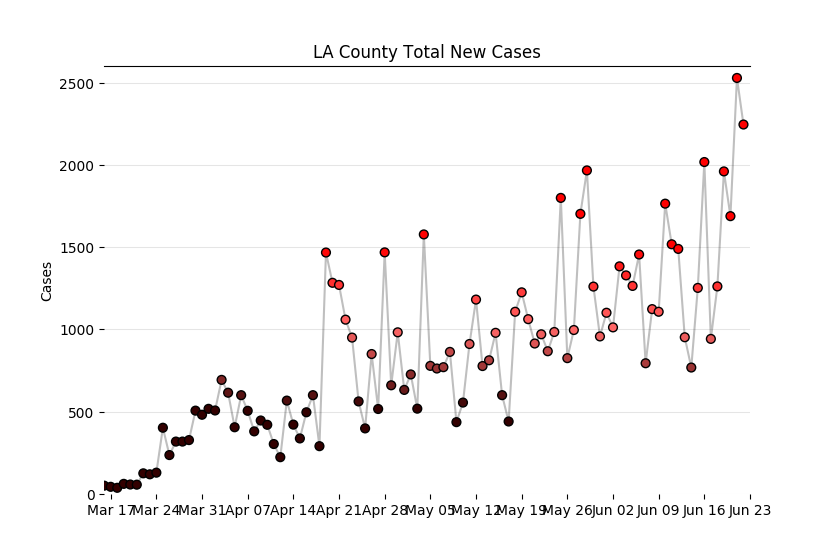 LA County Total New Cases
2500
2000
1500
1000
500
0
Cases
Mar 17 Mar 24 Mar 31 Apr 07 Apr 14 Apr 21 Apr 28 May 05 May 12 May 19 May 26 Jun 02 Jun 09 Jun 16 Jun 23